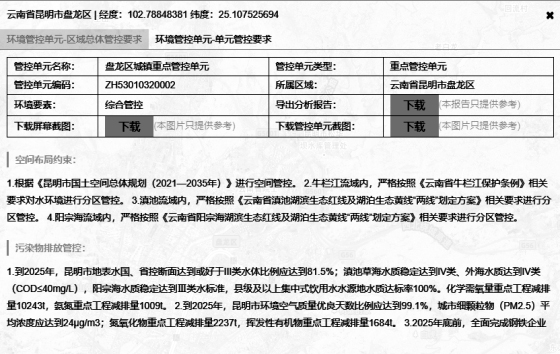 云南省昆明市盘龙区 | 经度：102.78848381 纬度：25.107525694
环境管控单元-区域总体管控要求 环境管控单元-单元管控要求
管控单元名称： 盘龙区城镇重点管控单元 管控单元类型： 重点管控单元
管控单元编码： ZH53010320002 所属区域： 云南省昆明市盘龙区
环境要素： 综合管控 导出分析报告： 下载 (本报告只提供参考)
下载屏幕截图： 下载 (本图片只提供参考) 下载管控单元截图： 下载 (本图片只提供参考)
空间布局约束：
1.根据《昆明市国土空间总体规划（2021—2035年）》进行空间管控。 2.牛栏江流域内，严格按照《云南省牛栏江保护条例》相关
要求对水环境进行分区管控。 3.滇池流域内，严格按照《云南省滇池湖滨生态红线及湖泊生态黄线“两线”划定方案》相关要求进行分
区管控。 4.阳宗海流域内，严格按照《云南省阳宗海湖滨生态红线及湖泊生态黄线“两线”划定方案》相关要求进行分区管控。
污染物排放管控：
1.到2025年，昆明市地表水国、省控断面达到或好于III类水体比例应达到81.5%；滇池草海水质稳定达到IV类、外海水质达到IV类
（COD≤40mg/L），阳宗海水质稳定达到III类水标准，县级及以上集中式饮用水水源地水质达标率100%。化学需氧量重点工程减排
量10243t，氨氮重点工程减排量1009t。 2.到2025年，昆明市环境空气质量优良天数比例应达到99.1%，城市细颗粒物（PM2.5）平
均浓度应达到24μg/m3；氮氧化物重点工程减排量2237t，挥发性有机物重点工程减排量1684t。 3.2025年底前，全面完成钢铁企业